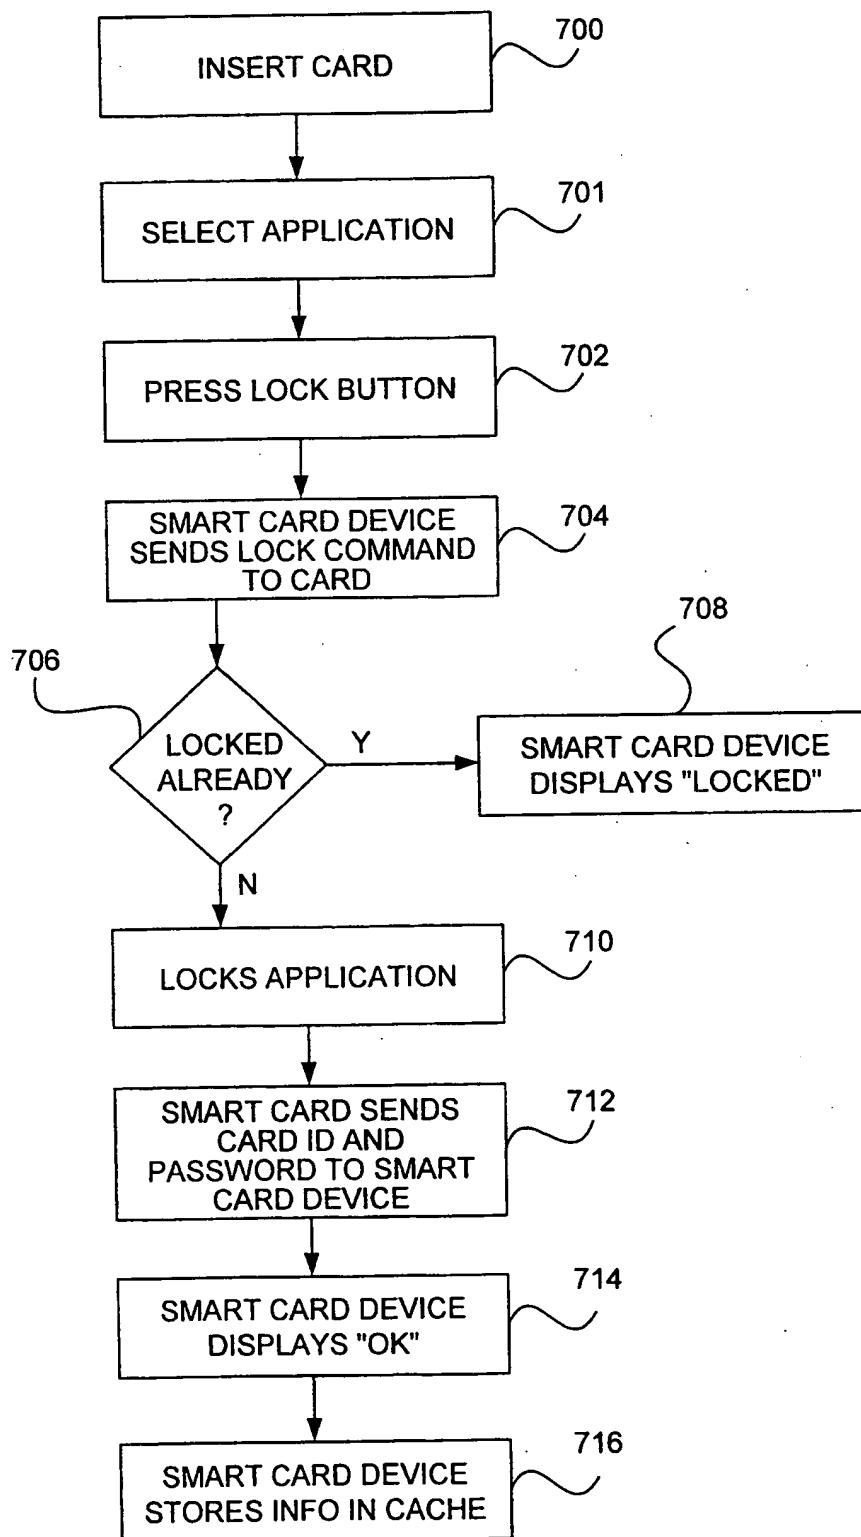 700
INSERT CARD
701
SELECT APPLICATION
702
PRESS LOCK BUTTON
704
SMART CARD DEVICE
SENDS LOCK COMMAND
TO CARD
706
708
LOCKED
ALREADY
?
Y
SMART CARD DEVICE
DISPLAYS "LOCKED"
N
710
LOCKS APPLICATION
712
SMART CARD SENDS
CARD ID AND
PASSWORD TO SMART
CARD DEVICE
714
SMART CARD DEVICE
DISPLAYS "OK"
716
SMART CARD DEVICE
STORES INFO IN CACHE